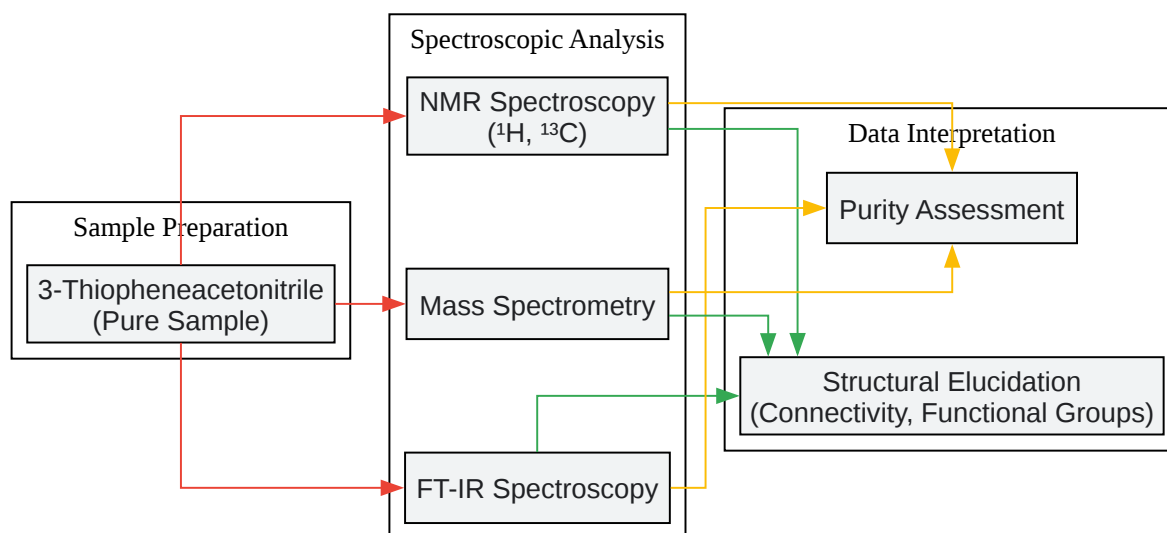 Spectroscopic Analysis
NMR Spectroscopy
(¹H, ¹³C)
Data Interpretation
Purity Assessment
Sample Preparation
3-Thiopheneacetonitrile
(Pure Sample)
Mass Spectrometry
Structural Elucidation
(Connectivity, Functional Groups)
FT-IR Spectroscopy